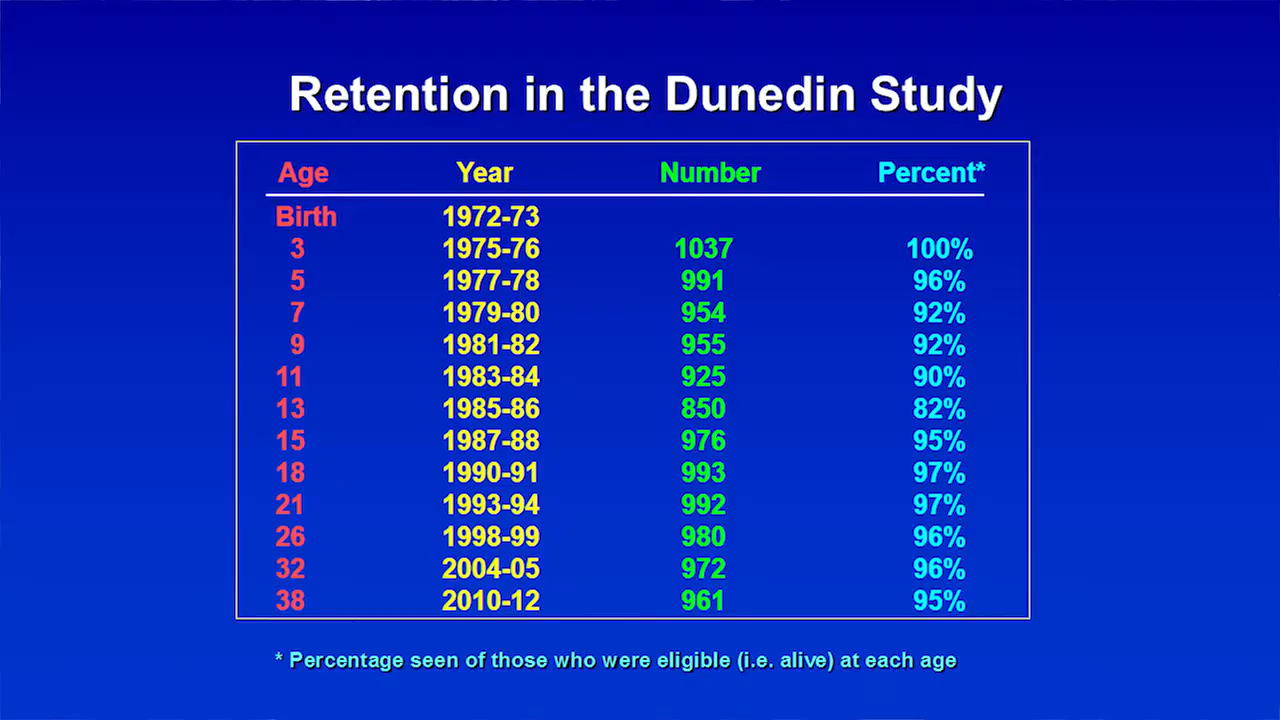 Retention in the Dunedin Study
Age Year Number Percent*
Birth 1972-73
3 1975-76 1037 100%
5 1977-78 991 96%
7 1979-80 954 92%
9 1981-82 955 92%
11 1983-84 925 90%
13 1985-86 850 82%
15 1987-88 976 95%
18 1990-91 993 97%
21 1993-94 992 97%
26 1998-99 980 96%
32 2004-05 972 96%
38 2010-12 961 95%
* Percentage seen of those who were eligible (i.e. alive) at each age